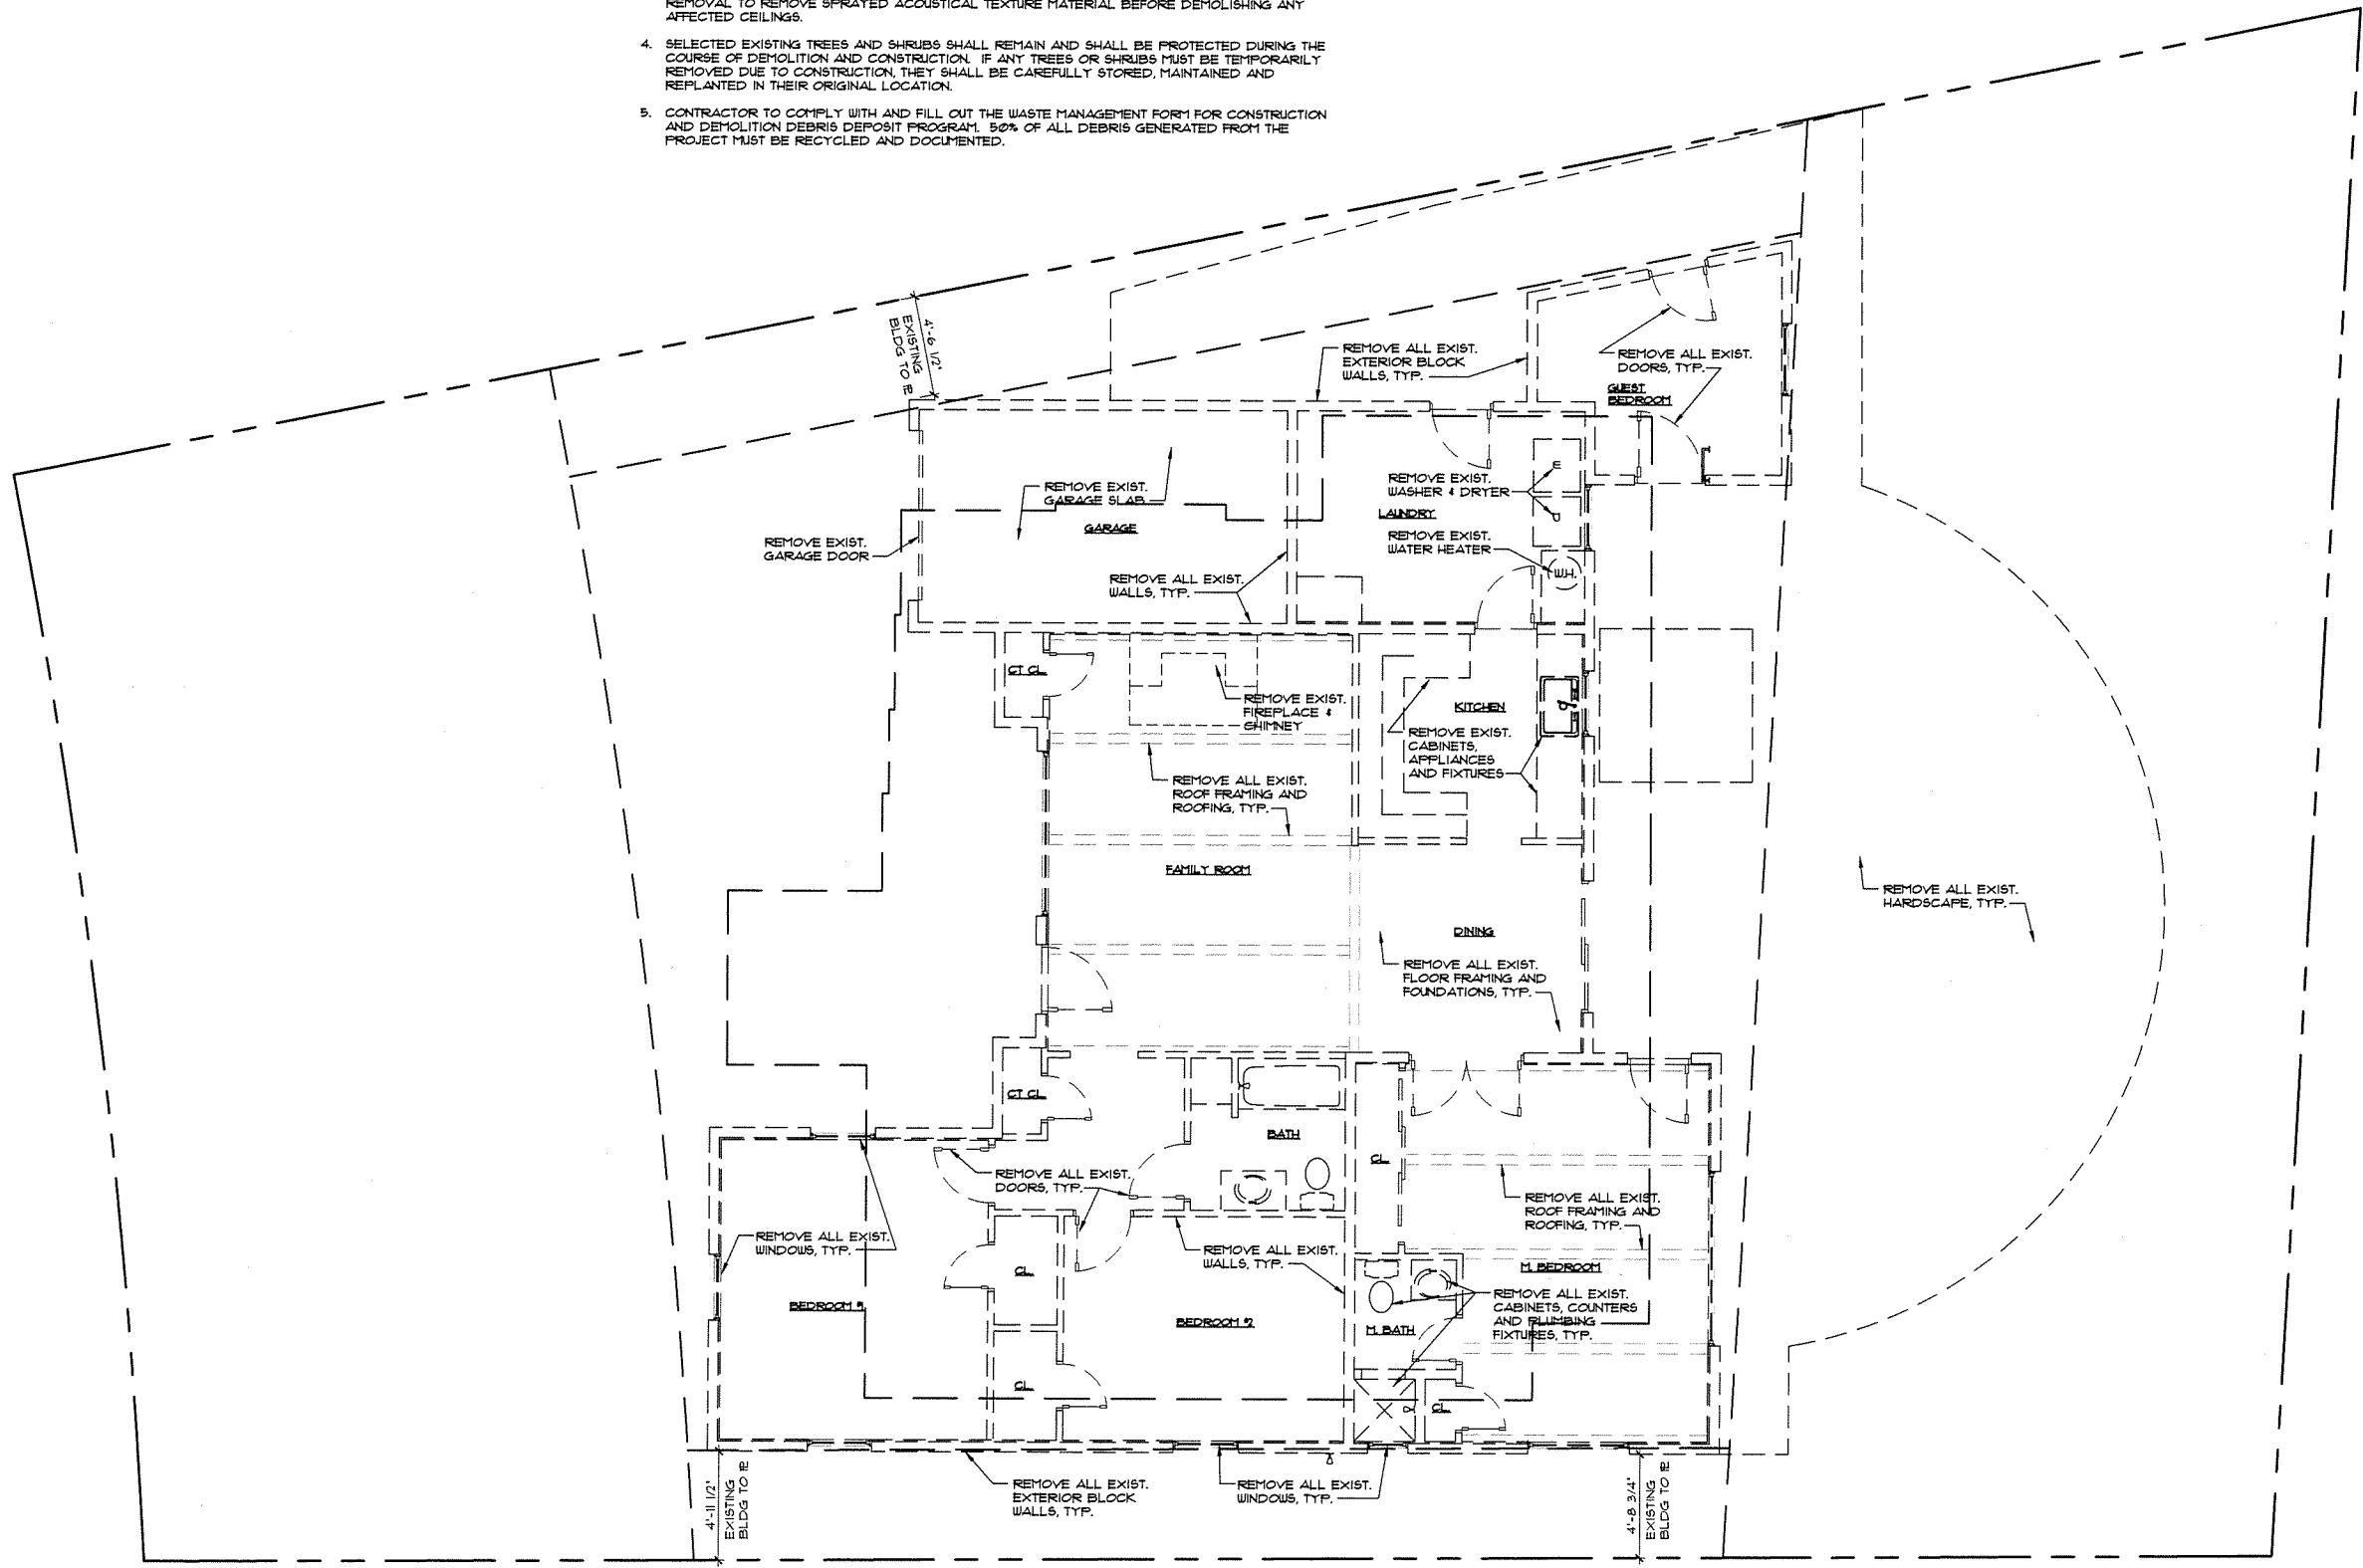 REMOVAL TO REMOVE SPRAYED ACOUSTICAL TEXTURE MATERIAL BEFORE DEMOLISHING ANY
AFFECTED CEILINGS.
4. SELECTED EXISTING TREES AND SHRUBS SHALL REMAIN AND SHALL BE PROTECTED DURING THE
COURSE OF DEMOLITION AND CONSTRUCTION. IF ANY TREES OR SHRUBS MUST BE TEMPORARILY
REMOVED DUE TO CONSTRUCTION, THEY SHALL BE CAREFULLY STORED, MAINTAINED AND
REPLANTED IN THEIR ORIGINAL LOCATION.
5. CONTRACTOR TO COMPLY WITH AND FILL OUT THE WASTE MANAGEMENT FORM FOR CONSTRUCTION
AND DEMOLITION DEBRIS DEPOSIT PROGRAM. 50% OF ALL DEBRIS GENERATED FROM THE
PROJECT MUST BE RECYCLED AND DOCUMENTED.
4'-6 1/2"
EXISTING
BLDG TO PL
REMOVE ALL EXIST.
EXTERIOR BLOCK
WALLS, TYP.
REMOVE ALL EXIST.
DOORS, TYP.
GUEST
BEDROOM
REMOVE EXIST.
GARAGE SLAB
GARAGE
REMOVE EXIST.
WASHER & DRYER
W
D
LAUNDRY
REMOVE EXIST.
WATER HEATER
W.H.
REMOVE EXIST.
GARAGE DOOR
REMOVE ALL EXIST.
WALLS, TYP.
CT CL
REMOVE EXIST.
FIREPLACE &
CHIMNEY
KITCHEN
REMOVE EXIST.
CABINETS,
APPLIANCES
AND FIXTURES
REMOVE ALL EXIST.
ROOF FRAMING AND
ROOFING, TYP.
FAMILY ROOM
REMOVE ALL EXIST.
HARDSCAPE, TYP.
DINING
REMOVE ALL EXIST.
FLOOR FRAMING AND
FOUNDATIONS, TYP.
CT CL
BATH
CL
REMOVE ALL EXIST.
DOORS, TYP.
REMOVE ALL EXIST.
ROOF FRAMING AND
ROOFING, TYP.
REMOVE ALL EXIST.
WINDOWS, TYP.
REMOVE ALL EXIST.
WALLS, TYP.
CL
M. BEDROOM
BEDROOM #1
BEDROOM #2
REMOVE ALL EXIST.
CABINETS, COUNTERS
AND PLUMBING
FIXTURES, TYP.
M. BATH
CL
CL
REMOVE ALL EXIST.
EXTERIOR BLOCK
WALLS, TYP.
REMOVE ALL EXIST.
WINDOWS, TYP.
4'-11 1/2"
EXISTING
BLDG TO PL
4'-8 3/4"
EXISTING
BLDG TO PL